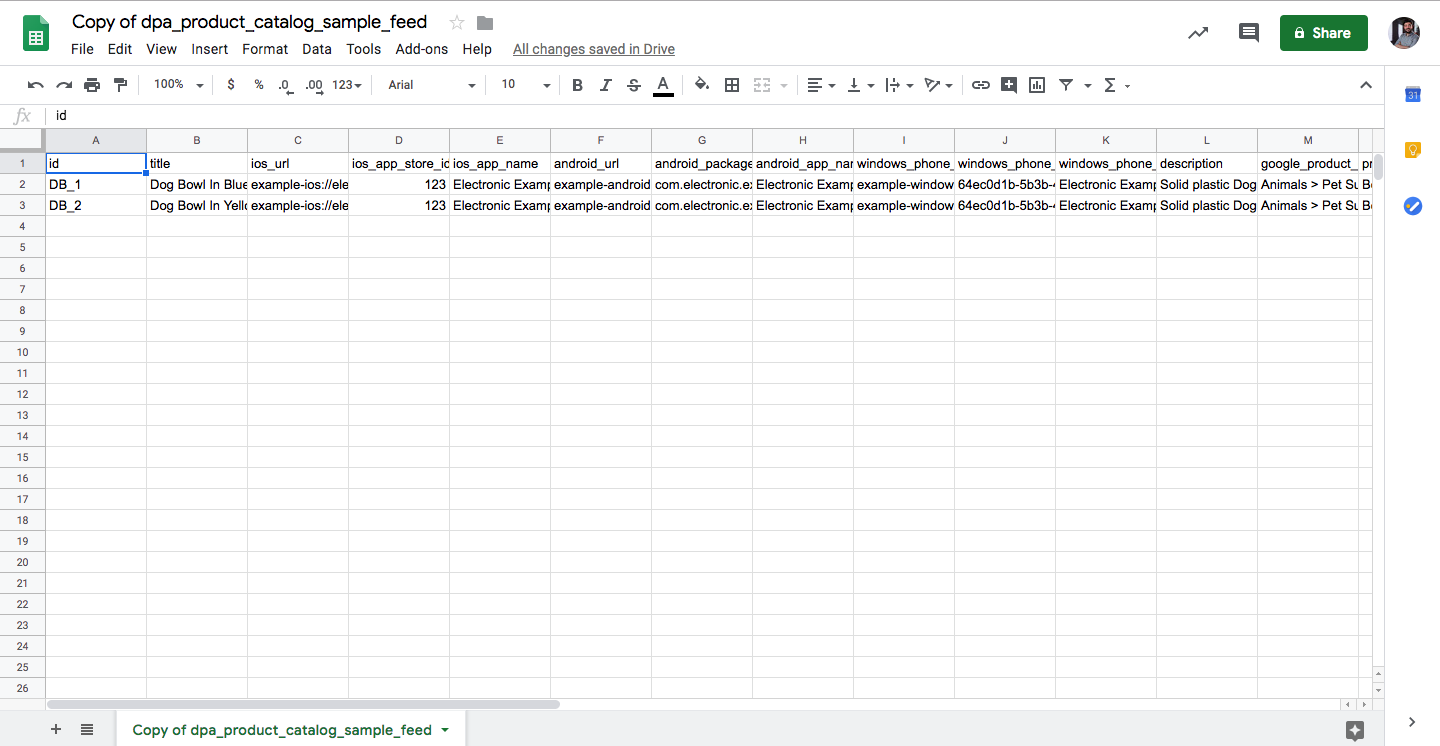 Copy of dpa_product_catalog_sample_feed
File Edit View Insert Format Data Tools Add-ons Help All changes saved in Drive
Share
100% $ % .0 .00 123 Arial 10 B I S A Σ
31
fx id
A B C D E F G H I J K L M
1 id title ios_url ios_app_store_id ios_app_name android_url android_package android_app_nam windows_phone_ windows_phone_ windows_phone_ description google_product_ pr
2 DB_1 Dog Bowl In Blue example-ios://ele 123 Electronic Examp example-android com.electronic.ex Electronic Examp example-window 64ec0d1b-5b3b- Electronic Examp Solid plastic Dog Animals > Pet Su B
3 DB_2 Dog Bowl In Yello example-ios://ele 123 Electronic Examp example-android com.electronic.ex Electronic Examp example-window 64ec0d1b-5b3b- Electronic Examp Solid plastic Dog Animals > Pet Su B
4
5
6
7
8
9
10
11
12
13
14
15
16
17
18
19
20
21
22
23
24
25
26
Copy of dpa_product_catalog_sample_feed